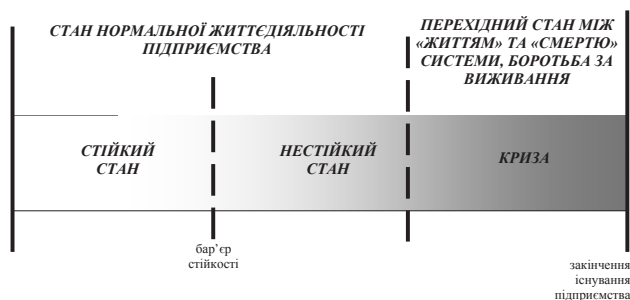 СТАН НОРМАЛЬНОЇ ЖИТТЄДІЯЛЬНОСТІ
ПІДПРИЄМСТВА
ПЕРЕХІДНИЙ СТАН МІЖ
«ЖИТТЯМ» ТА «СМЕРТЮ»
СИСТЕМИ, БОРОТЬБА ЗА
ВИЖИВАННЯ
СТІЙКИЙ
СТАН
НЕСТІЙКИЙ
СТАН
КРИЗА
бар’єр
стійкості
закінчення
існування
підприємства